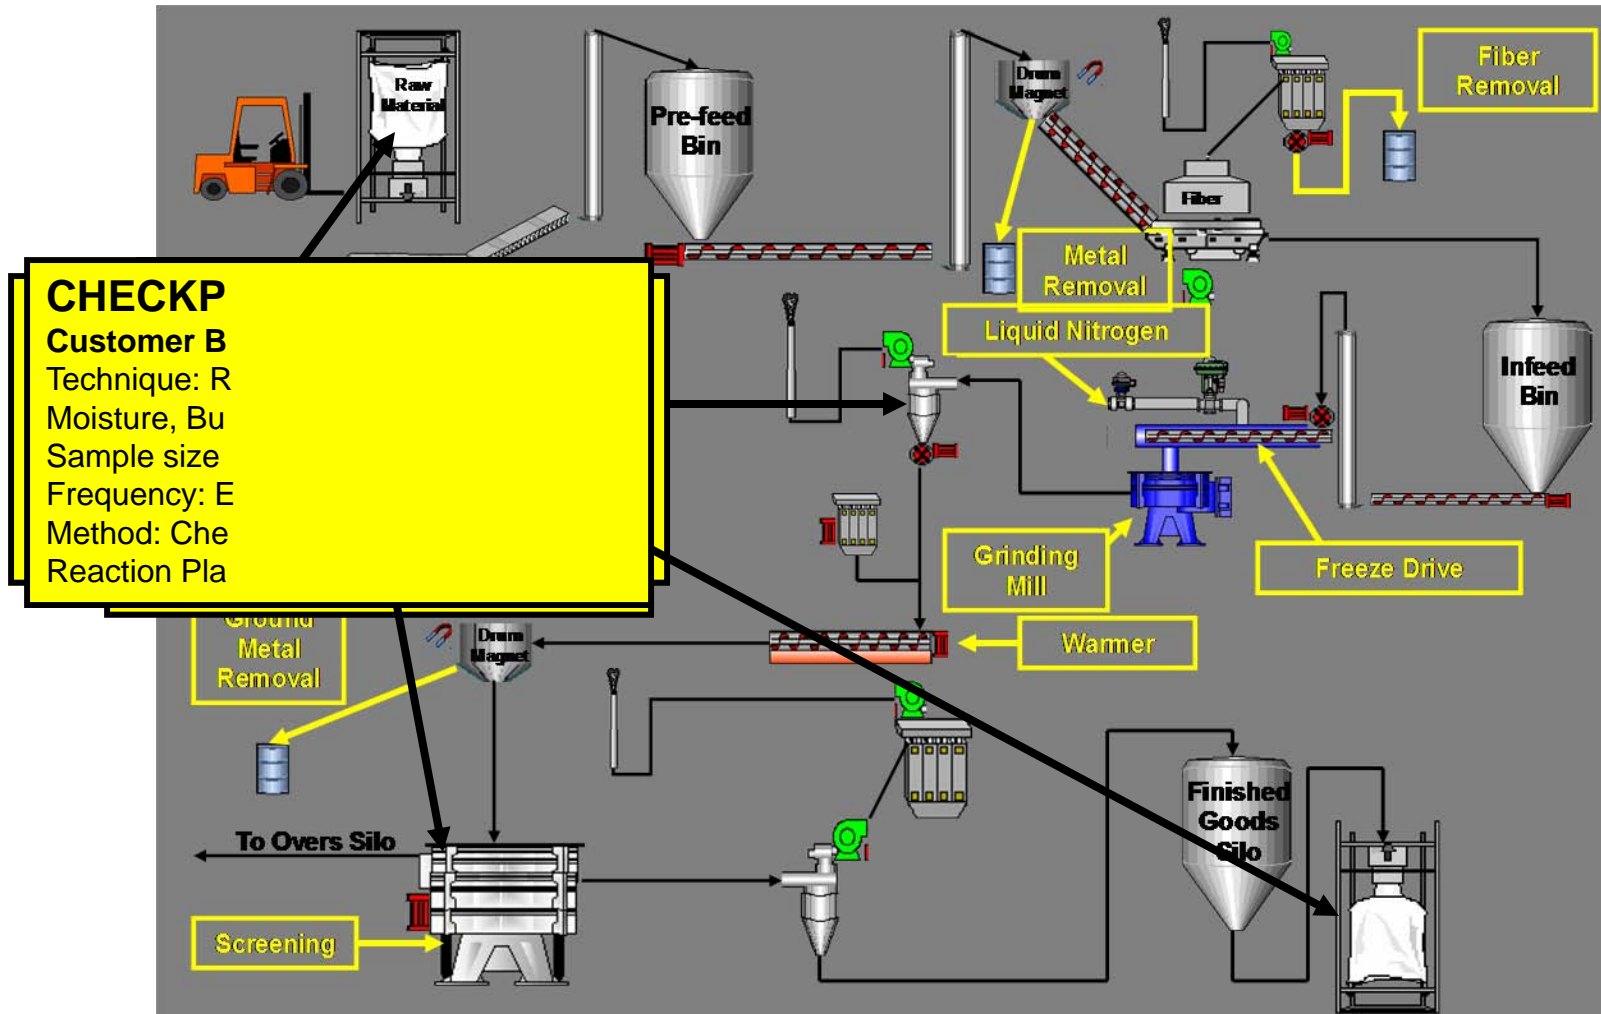 Raw
Material
Pre-feed
Bin
Drum
Magnet
Fiber
Removal
Fiber
Metal
Removal
Liquid Nitrogen
Infeed
Bin
CHECKP
Customer B
Technique: R
Moisture, Bu
Sample size
Frequency: E
Method: Che
Reaction Pla
Grinding
Mill
Freeze Drive
Warmer
Ground
Metal
Removal
Drum
Magnet
To Overs Silo
Screening
Finished
Goods
Silo